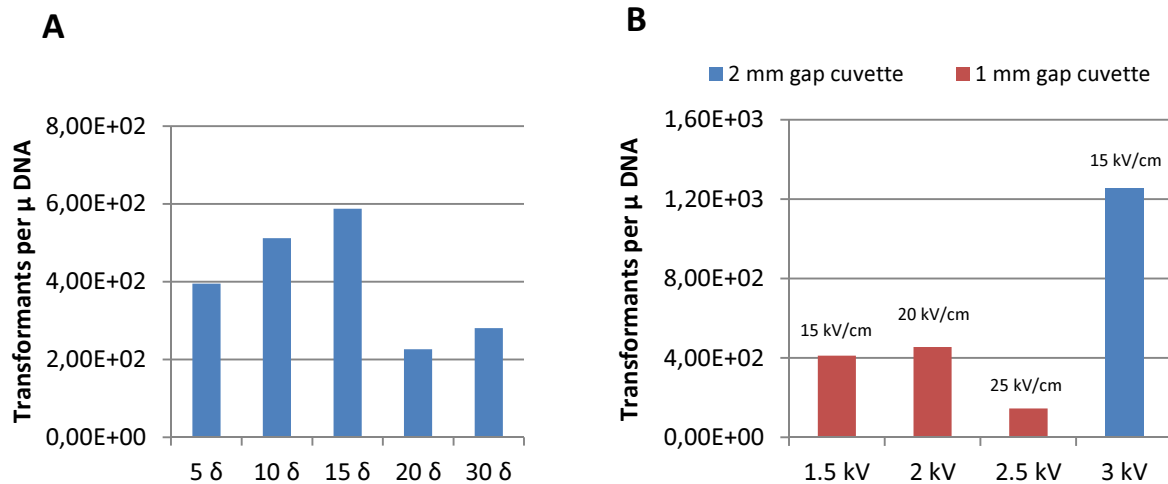 A
Transformants per µ DNA
8,00E+02
6,00E+02
4,00E+02
2,00E+02
0,00E+00
5 δ 10 δ 15 δ 20 δ 30 δ
B
2 mm gap cuvette 1 mm gap cuvette
Transformants per µ DNA
1,60E+03
1,20E+03
8,00E+02
4,00E+02
0,00E+00
15 kV/cm
20 kV/cm
25 kV/cm
15 kV/cm
1.5 kV 2 kV 2.5 kV 3 kV